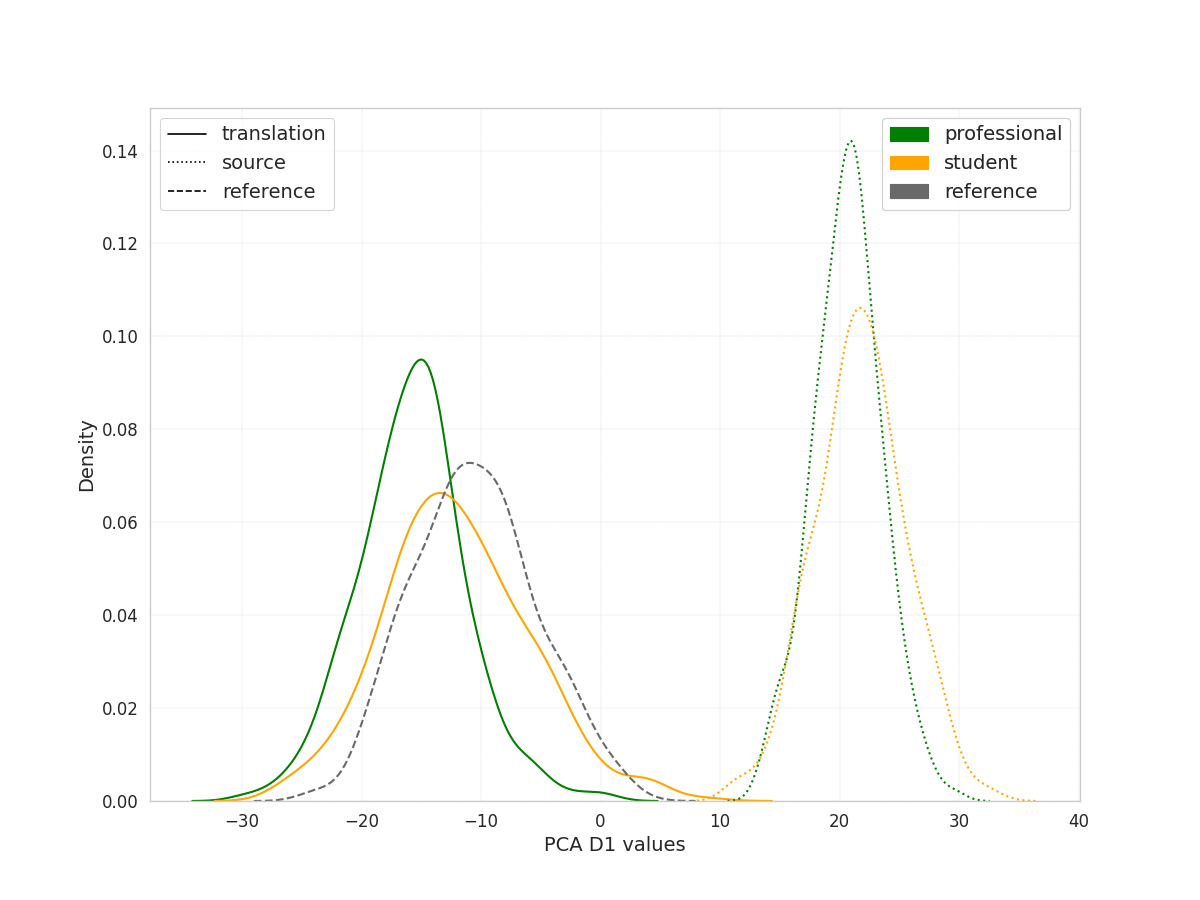 translation
source
reference
professional
student
reference
0.14
0.12
0.10
0.08
0.06
0.04
0.02
0.00
Density
−30 −20 −10 0 10 20 30 40
PCA D1 values